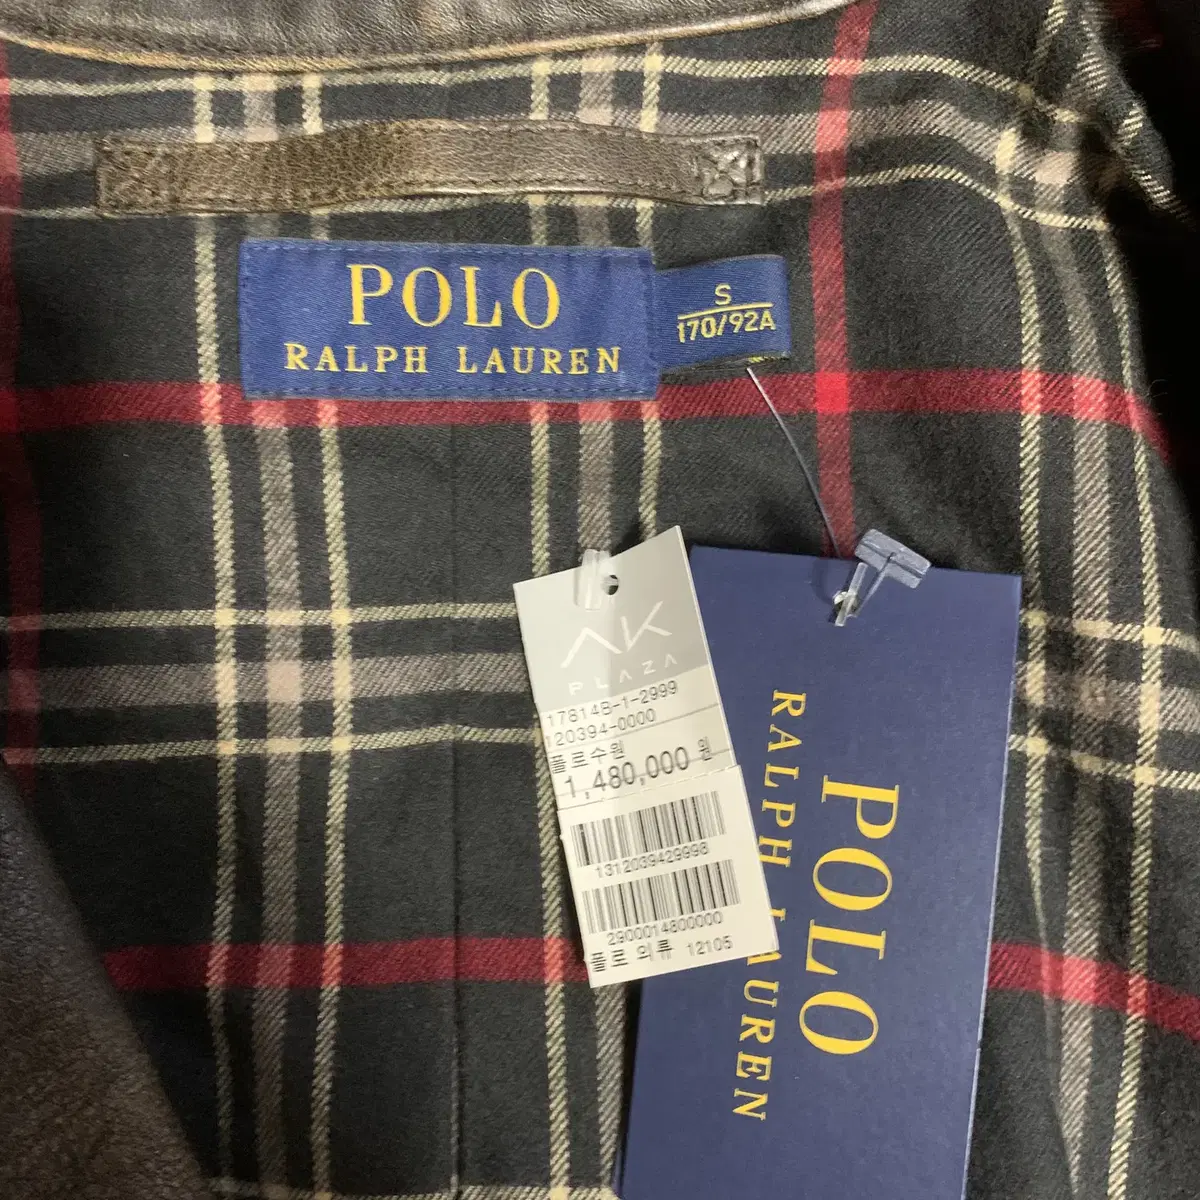 POLO
RALPH LAUREN
S
170/92A
AK
PLAZA
17814B-1-2999
120394-0000
폴로수원
1,480,000 원
1312039429998
2900014800000
폴로 의류 12105
POLO
RALPH LAUREN